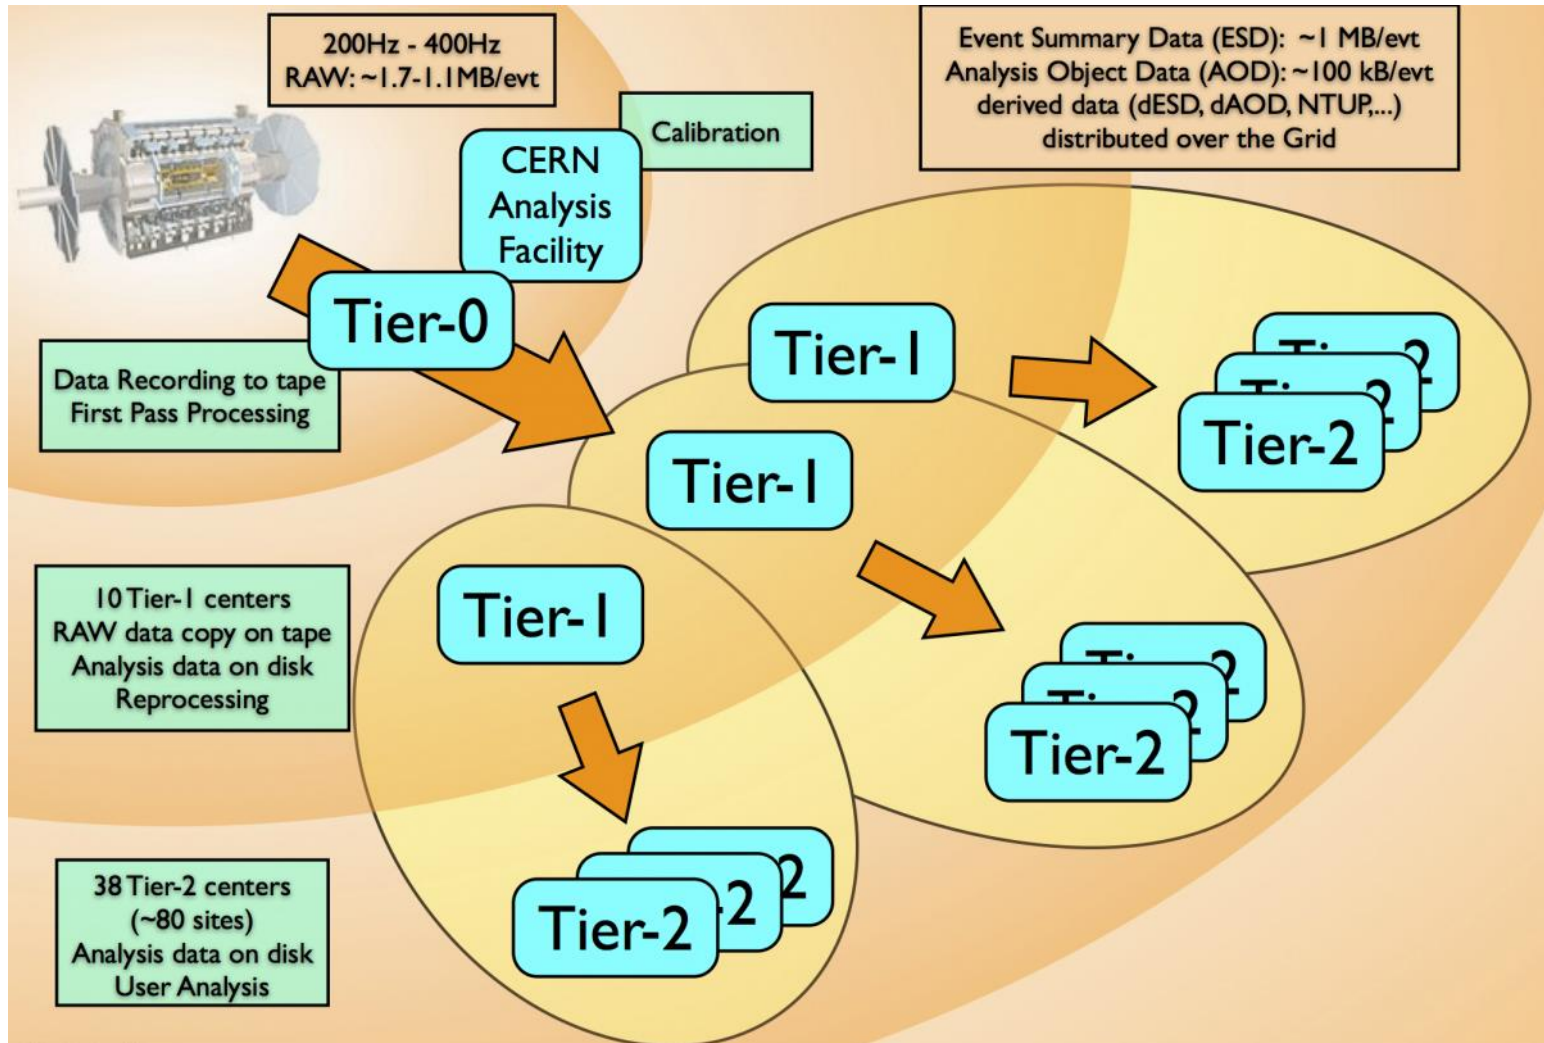 200Hz - 400Hz
RAW: ~1.7-1.1MB/evt
Event Summary Data (ESD): ~1 MB/evt
Analysis Object Data (AOD): ~100 kB/evt
derived data (dESD, dAOD, NTUP,...)
distributed over the Grid
Calibration
CERN
Analysis
Facility
Tier-0
Data Recording to tape
First Pass Processing
Tier-1
Tier-2
Tier-1
Tier-1
10 Tier-1 centers
RAW data copy on tape
Analysis data on disk
Reprocessing
Tier-2
Tier-2
38 Tier-2 centers
(~80 sites)
Analysis data on disk
User Analysis